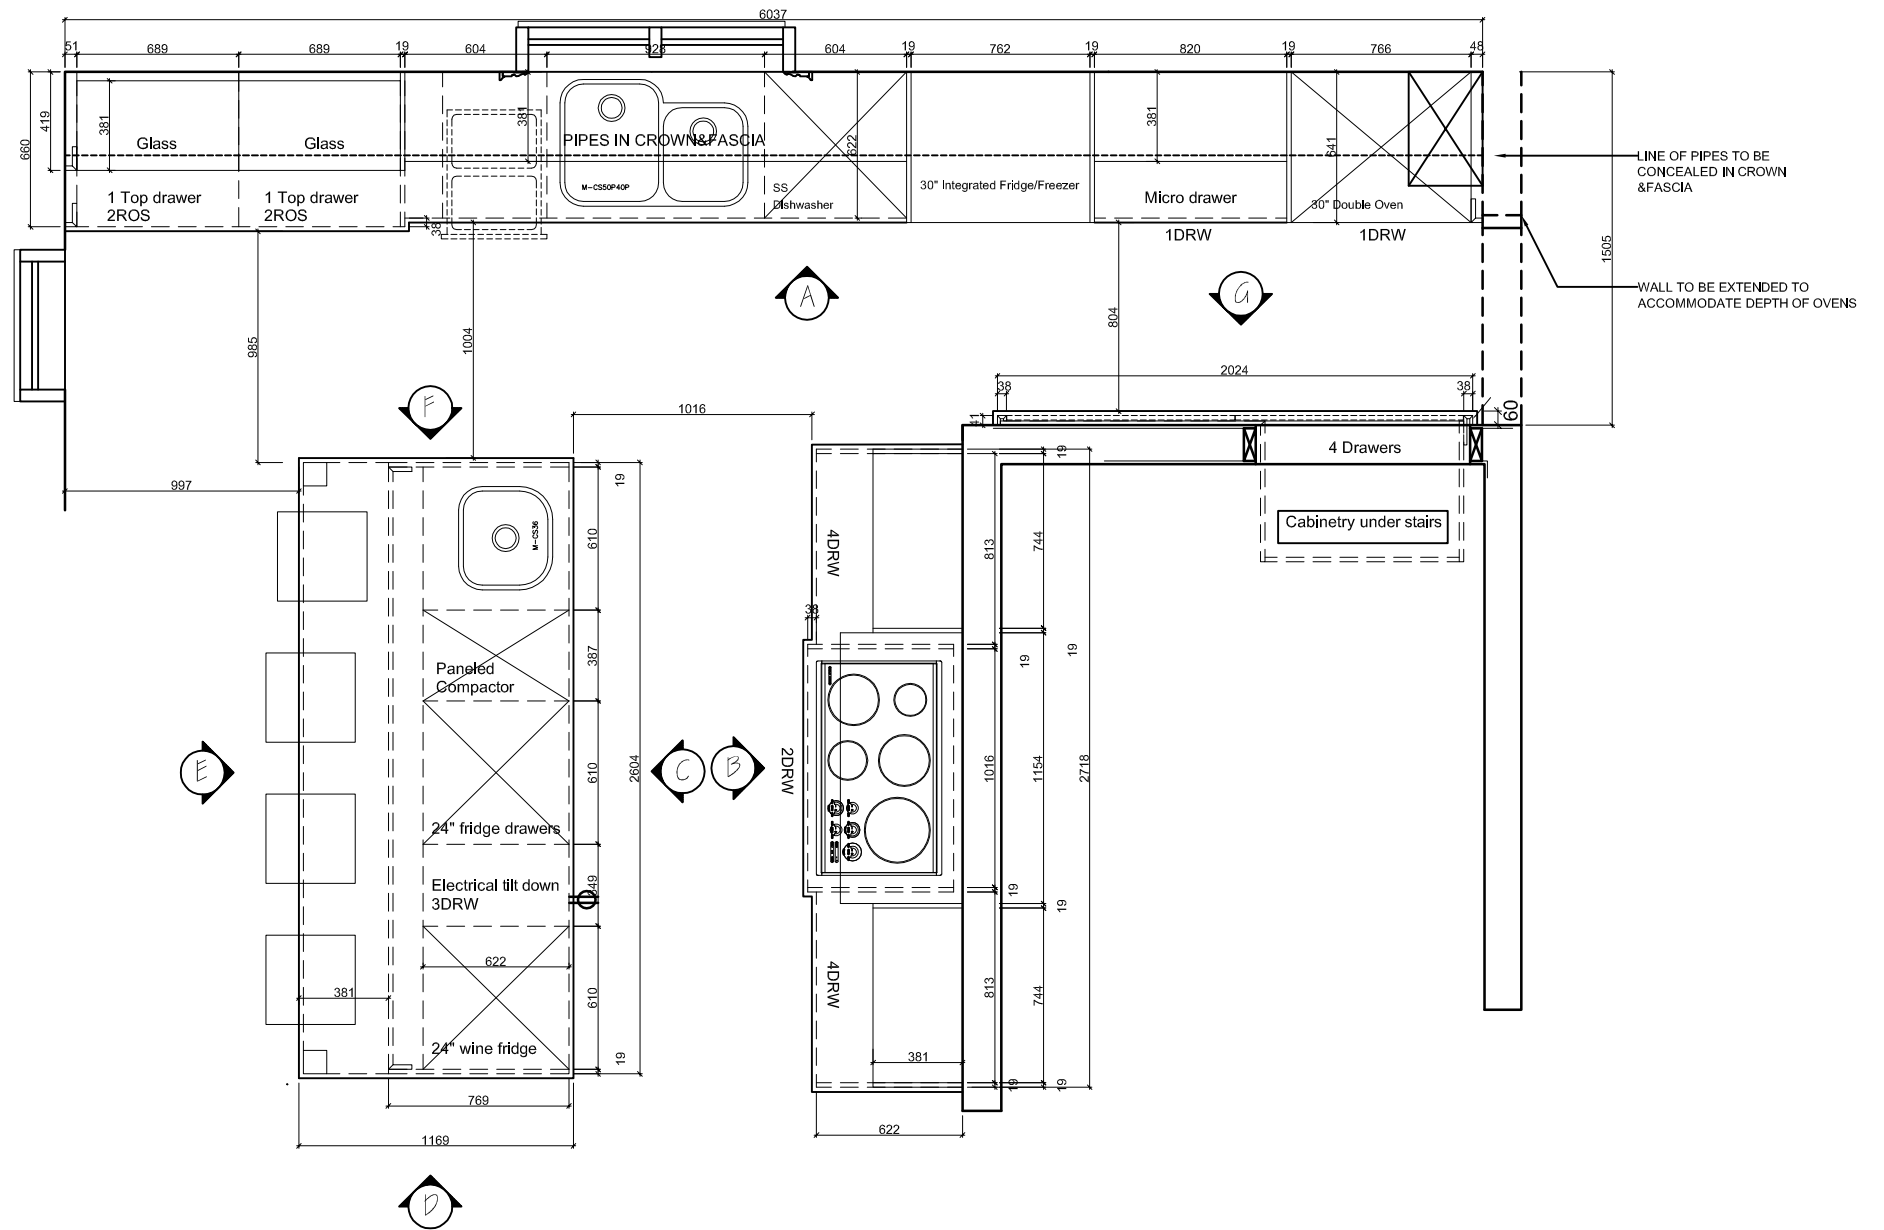 6037
51 689 689 19 604 928 604 19 762 19 820 19 766 48
660
419
381
381
622
381
641
Glass
Glass
PIPES IN CROWN&FASCIA
M-CS50P40P
1 Top drawer
2ROS
1 Top drawer
2ROS
SS
Dishwasher
30" Integrated Fridge/Freezer
Micro drawer
30" Double Oven
1DRW
1DRW
38
LINE OF PIPES TO BE
CONCEALED IN CROWN
&FASCIA
WALL TO BE EXTENDED TO
ACCOMMODATE DEPTH OF OVENS
1505
A
G
985
1004
804
F
2024
38
38
41
60
1016
997
4 Drawers
Cabinetry under stairs
M-CS36
19
610
387
610
349
610
19
2604
Paneled
Compactor
24" fridge drawers
Electrical tilt down
3DRW
622
381
24" wine fridge
769
1169
E
C
B
D
4DRW
38
2DRW
4DRW
19
813
744
19
19
1016
1154
2718
19
19
813
744
381
19
19
622